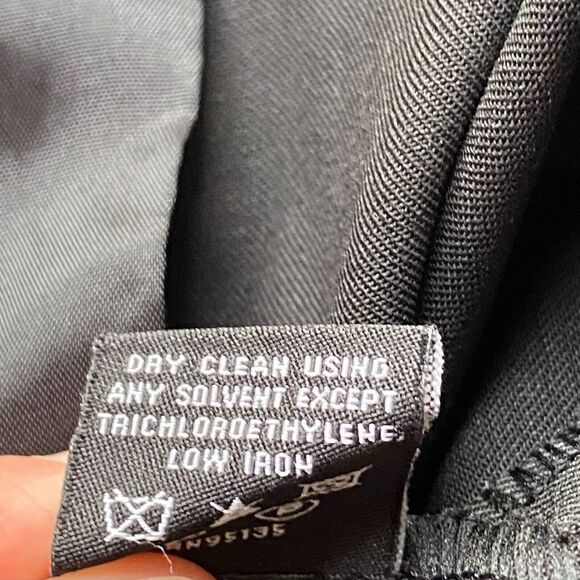 DRY CLEAN USING
ANY SOLVENT EXCEPT
TRICHLOROETHYLENE
LOW IRON
RN95135